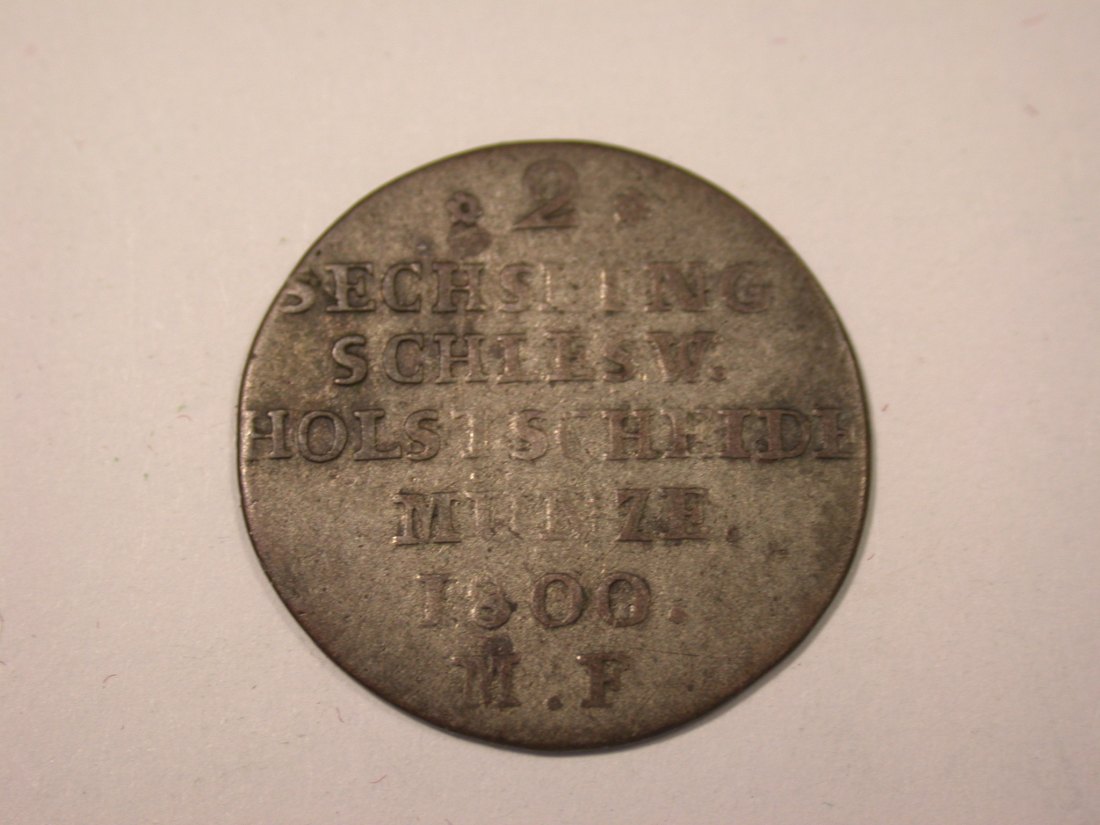 * 2 *
SECHSLING
SCHLESW.
HOLST SCHEIDE
MUNZE.
1800.
M.F